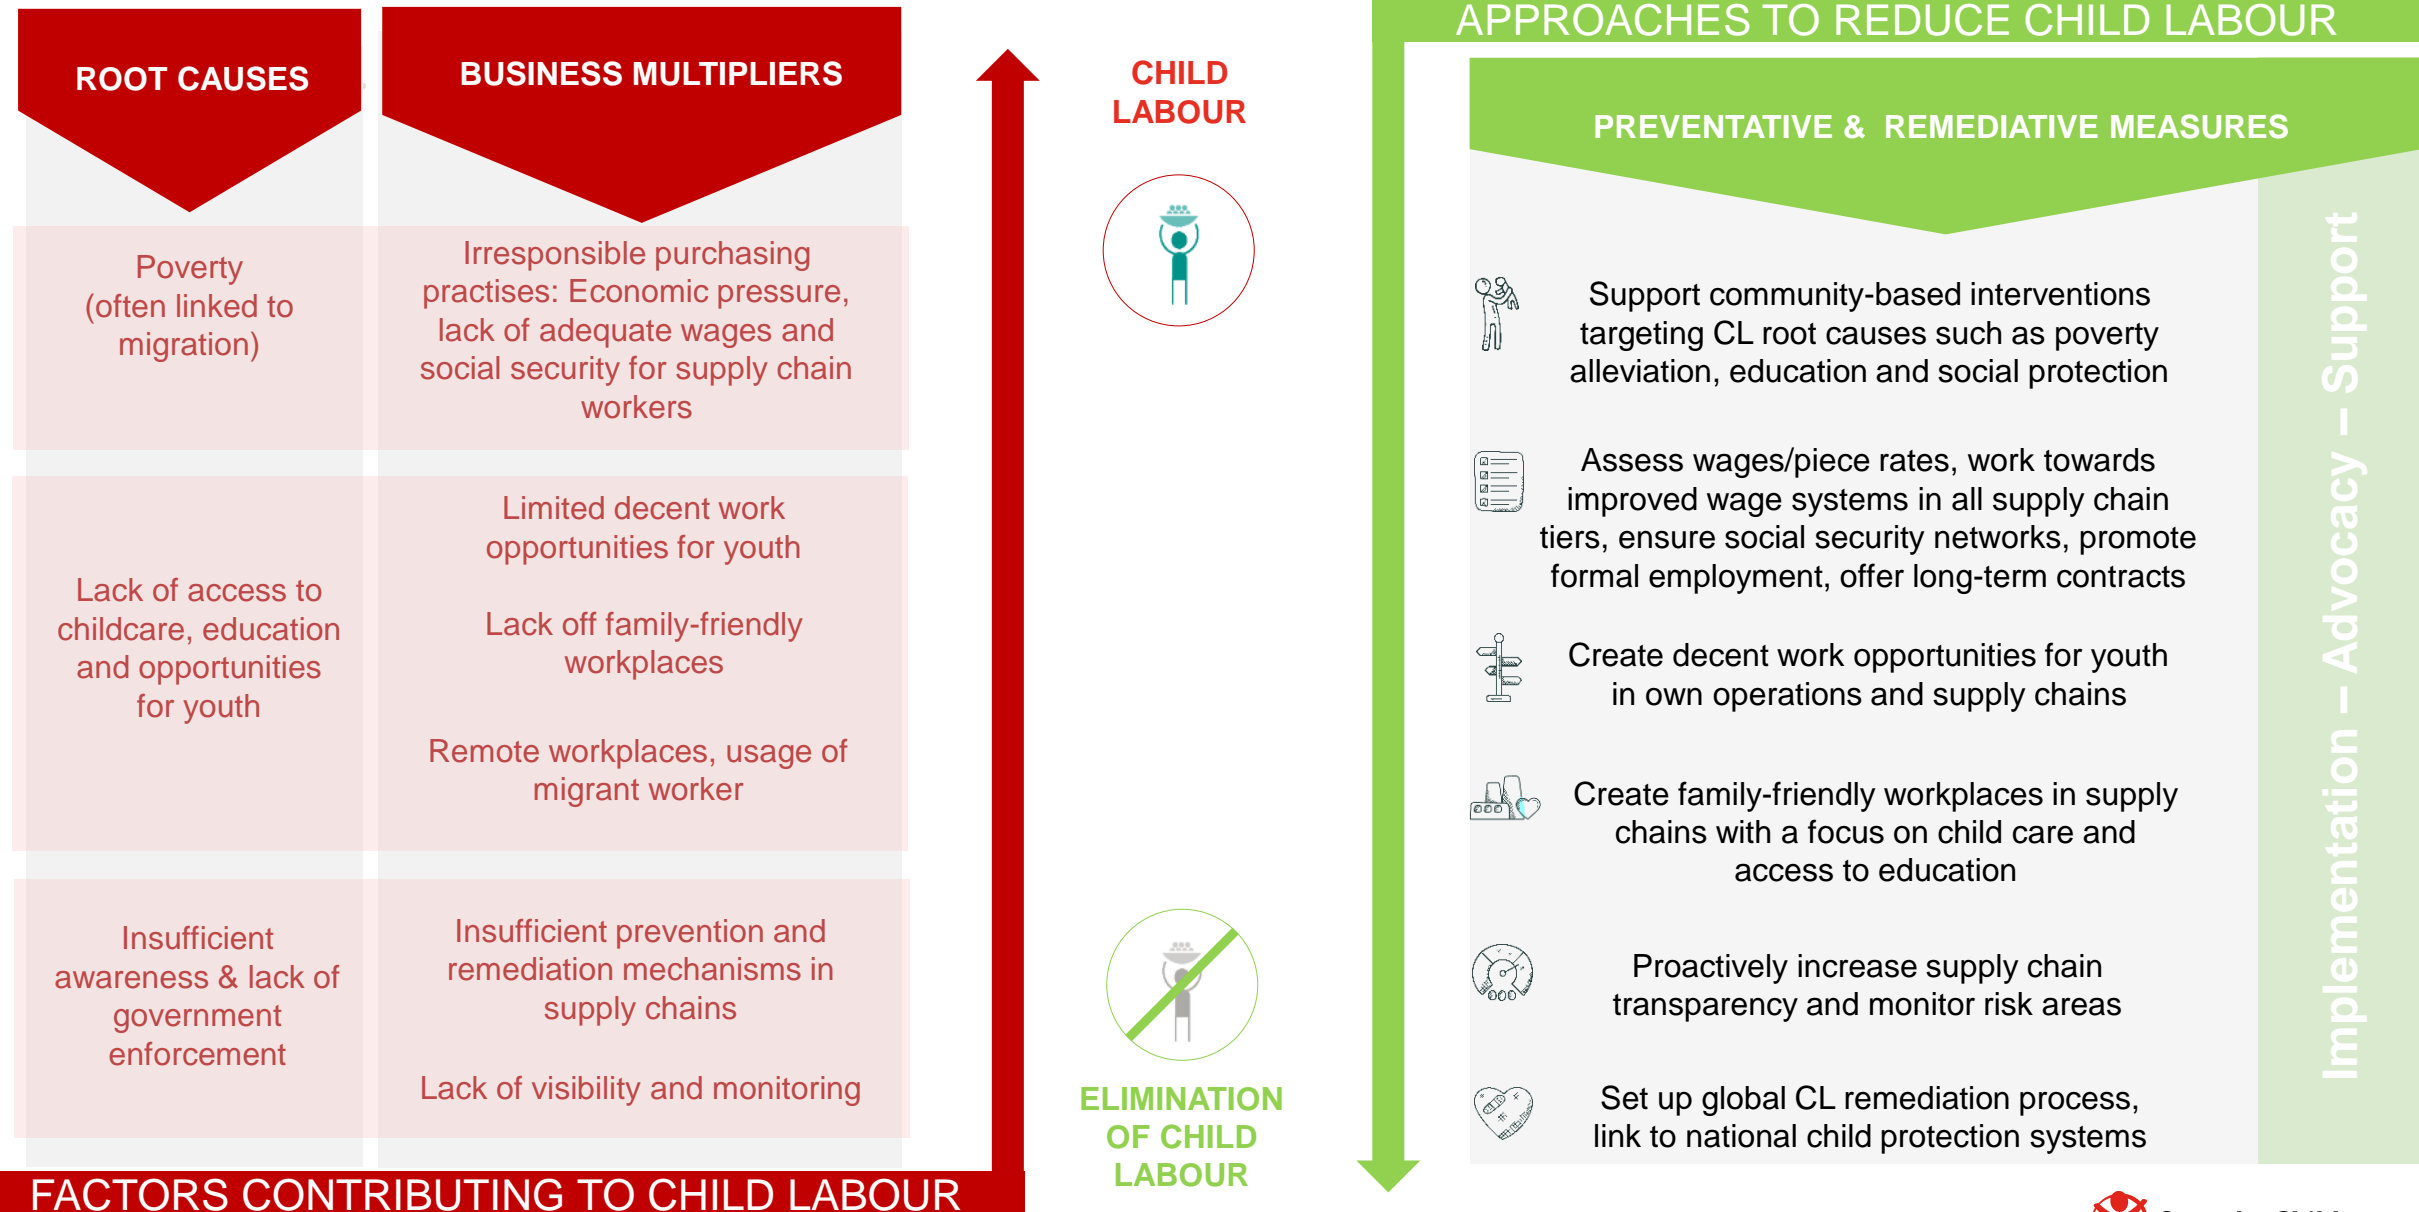 ROOT CAUSES
BUSINESS MULTIPLIERS
Poverty
(often linked to
migration)
Irresponsible purchasing
practises: Economic pressure,
lack of adequate wages and
social security for supply chain
workers
Lack of access to
childcare, education
and opportunities
for youth
Limited decent work
opportunities for youth
Lack off family-friendly
workplaces
Remote workplaces, usage of
migrant worker
Insufficient
awareness & lack of
government
enforcement
Insufficient prevention and
remediation mechanisms in
supply chains
Lack of visibility and monitoring
FACTORS CONTRIBUTING TO CHILD LABOUR
CHILD
LABOUR
ELIMINATION
OF CHILD
LABOUR
APPROACHES TO REDUCE CHILD LABOUR
PREVENTATIVE & REMEDIATIVE MEASURES
Support community-based interventions
targeting CL root causes such as poverty
alleviation, education and social protection
Assess wages/piece rates, work towards
improved wage systems in all supply chain
tiers, ensure social security networks, promote
formal employment, offer long-term contracts
Create decent work opportunities for youth
in own operations and supply chains
Create family-friendly workplaces in supply
chains with a focus on child care and
access to education
Proactively increase supply chain
transparency and monitor risk areas
Set up global CL remediation process,
link to national child protection systems
Implementation – Advocacy – Support